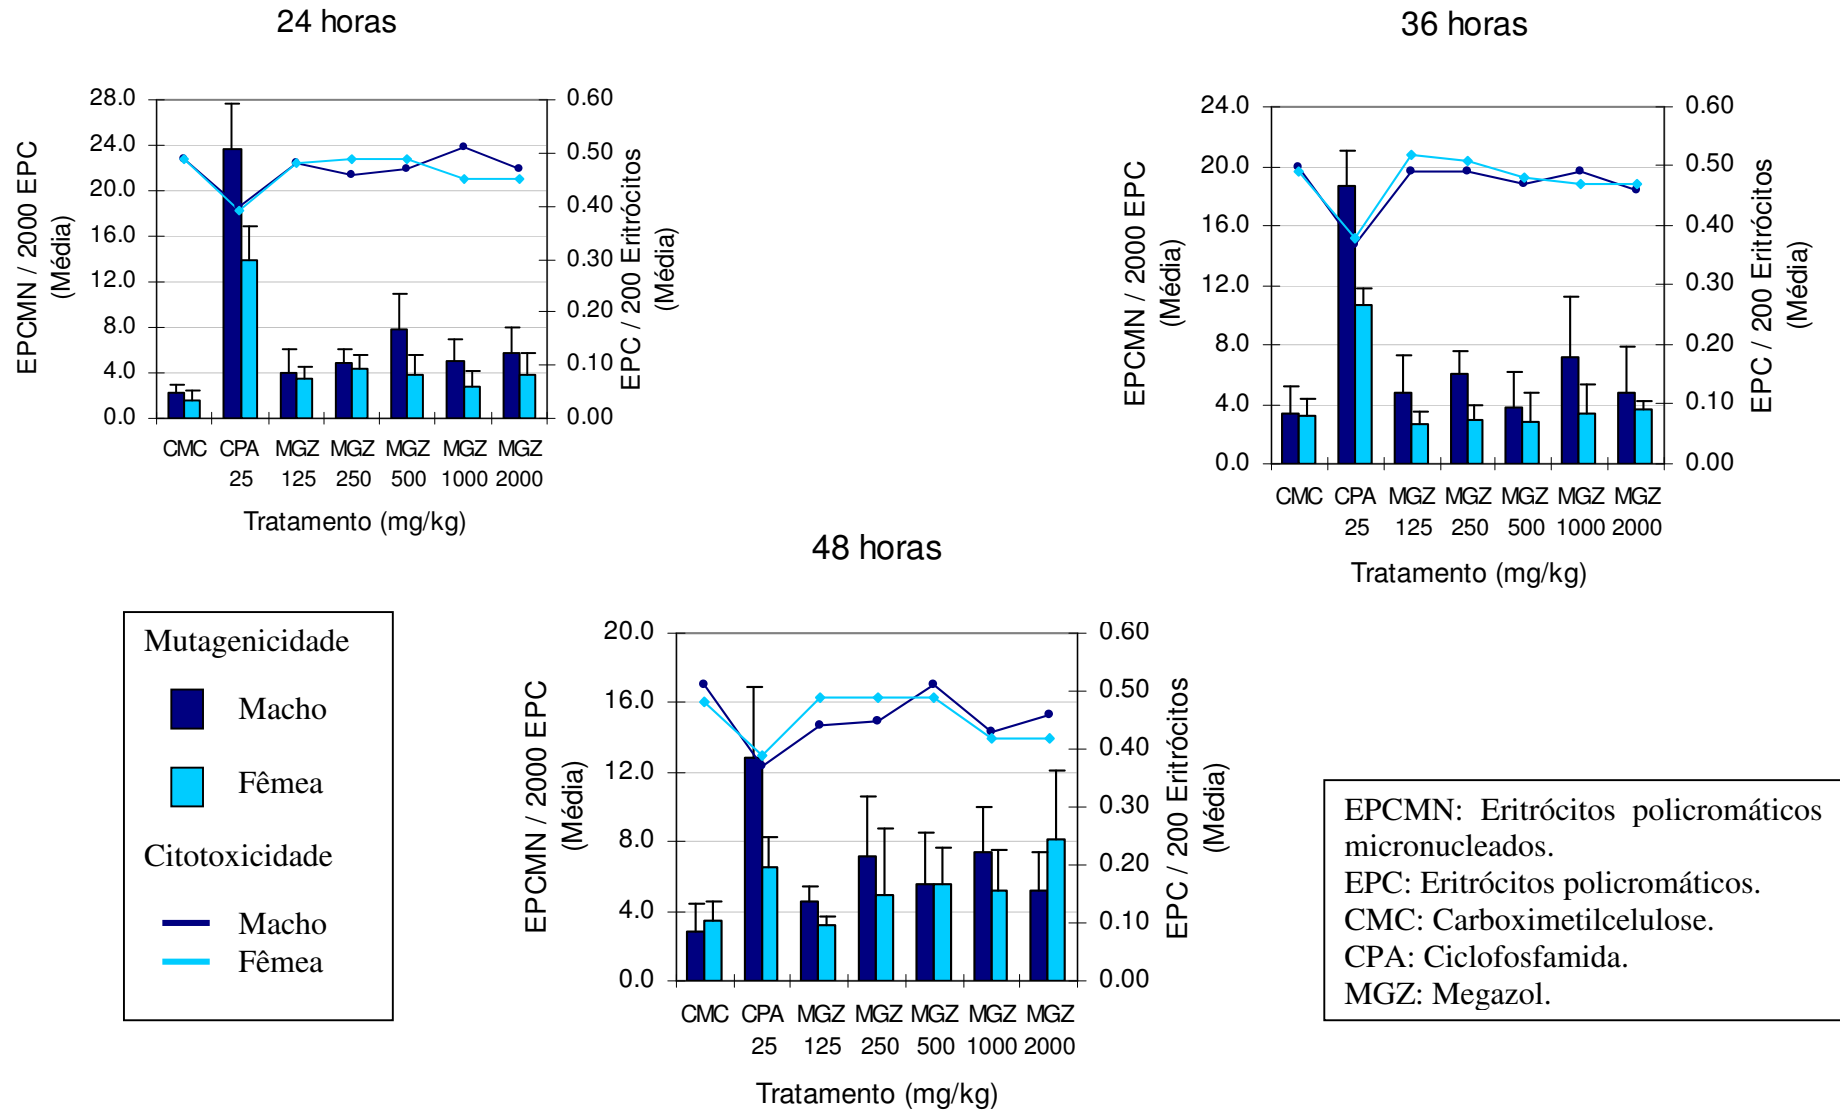 24 horas
28.0
24.0
20.0
16.0
12.0
8.0
4.0
0.0
0.60
0.50
0.40
0.30
0.20
0.10
0.00
EPCMN / 2000 EPC
(Média)
EPC / 200 Eritrócitos
(Média)
CMC CPA MGZ MGZ MGZ MGZ MGZ
25 125 250 500 1000 2000
Tratamento (mg/kg)
36 horas
24.0
20.0
16.0
12.0
8.0
4.0
0.0
0.60
0.50
0.40
0.30
0.20
0.10
0.00
EPCMN / 2000 EPC
(Média)
EPC / 200 Eritrócitos
(Média)
CMC CPA MGZ MGZ MGZ MGZ MGZ
25 125 250 500 1000 2000
Tratamento (mg/kg)
48 horas
20.0
16.0
12.0
8.0
4.0
0.0
0.60
0.50
0.40
0.30
0.20
0.10
0.00
EPCMN / 2000 EPC
(Média)
EPC / 200 Eritrócitos
(Média)
CMC CPA MGZ MGZ MGZ MGZ MGZ
25 125 250 500 1000 2000
Tratamento (mg/kg)
Mutagenicidade
Macho
Fêmea
Citotoxicidade
Macho
Fêmea
EPCMN: Eritrócitos policromáticos
micronucleados.
EPC: Eritrócitos policromáticos.
CMC: Carboximetilcelulose.
CPA: Ciclofosfamida.
MGZ: Megazol.